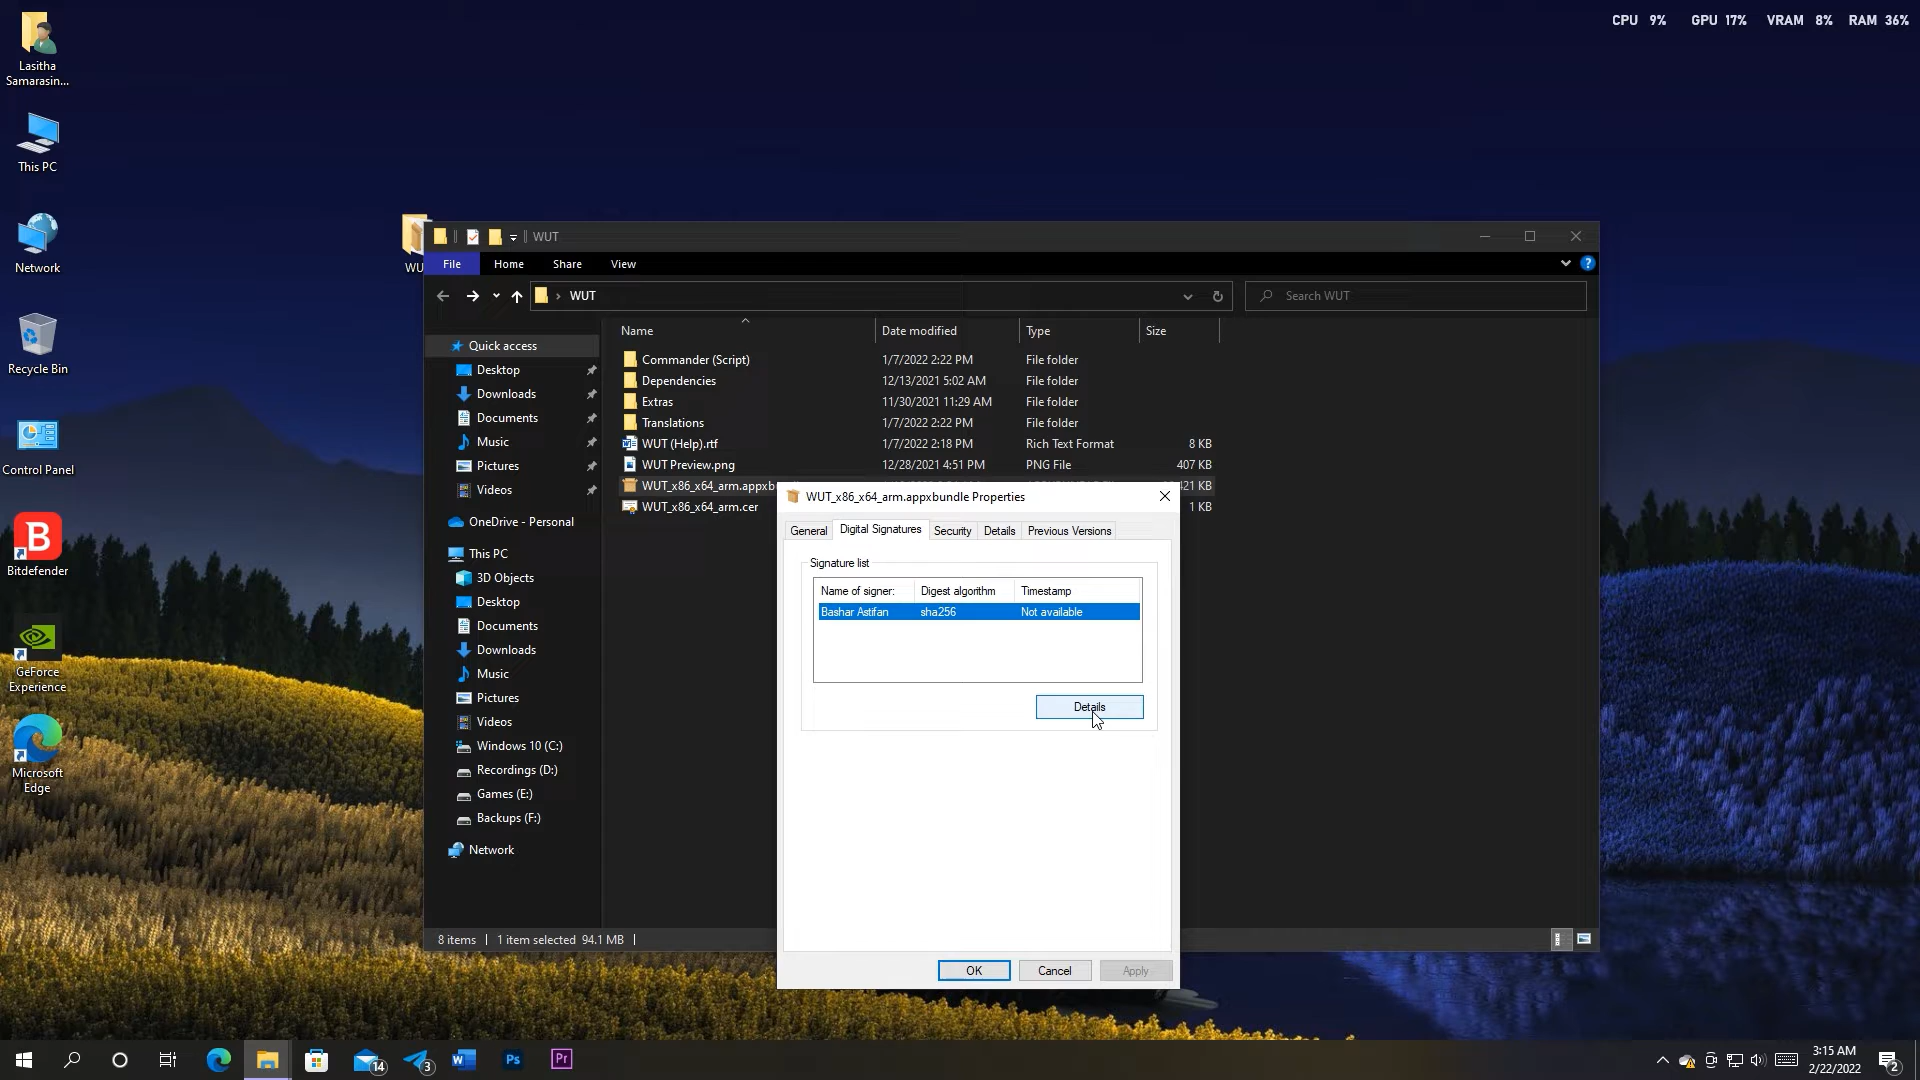 CPU 9% GPU 17% VRAM 8% RAM 36%
Lasitha
Samarasin...
This PC
Network
Recycle Bin
Control Panel
Bitdefender
GeForce
Experience
Microsoft
Edge
WUT
File Home Share View
WUT
Search WUT
Quick access
Desktop
Downloads
Documents
Music
Pictures
Videos
OneDrive - Personal
This PC
3D Objects
Desktop
Documents
Downloads
Music
Pictures
Videos
Windows 10 (C:)
Recordings (D:)
Games (E:)
Backups (F:)
Network
Name Date modified Type Size
Commander (Script) 1/7/2022 2:22 PM File folder
Dependencies 12/13/2021 5:02 AM File folder
Extras 11/30/2021 11:29 AM File folder
Translations 1/7/2022 2:22 PM File folder
WUT (Help).rtf 1/7/2022 2:18 PM Rich Text Format 8 KB
WUT Preview.png 12/28/2021 4:51 PM PNG File 407 KB
WUT_x86_x64_arm.appxb 421 KB
WUT_x86_x64_arm.cer 1 KB
8 items 1 item selected 94.1 MB
WUT_x86_x64_arm.appxbundle Properties
General Digital Signatures Security Details Previous Versions
Signature list
Name of signer: Digest algorithm Timestamp
Bashar Astifan sha256 Not available
Details
OK Cancel Apply
14
3
3:15 AM
2/22/2022
2